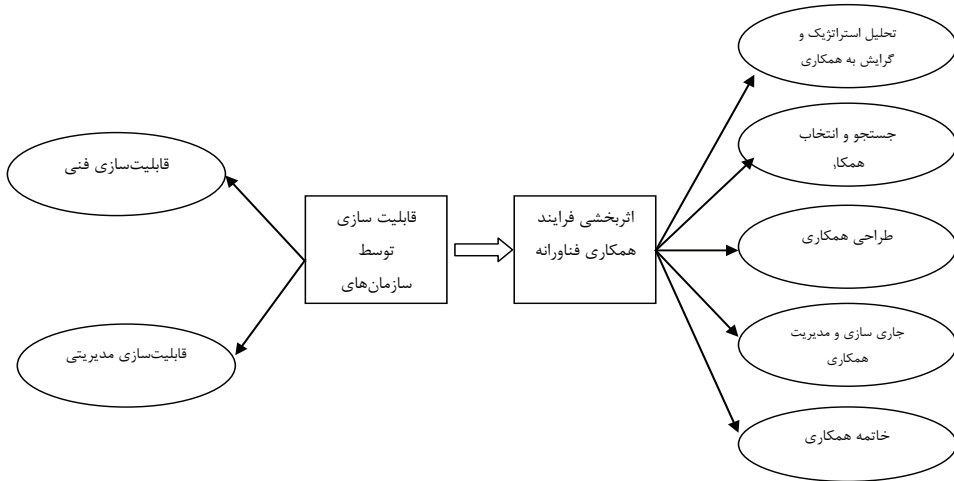 تحلیل استراتژیک و
گرایش به همکاری
جستجو و انتخاب
همکار
طراحی همکاری
جاری سازی و مدیریت
همکاری
خاتمه همکاری
اثربخشی فرایند
همکاری فناورانه
قابلیت سازی
توسط
سازمان‌های
قابلیت‌سازی فنی
قابلیت‌سازی مدیریتی